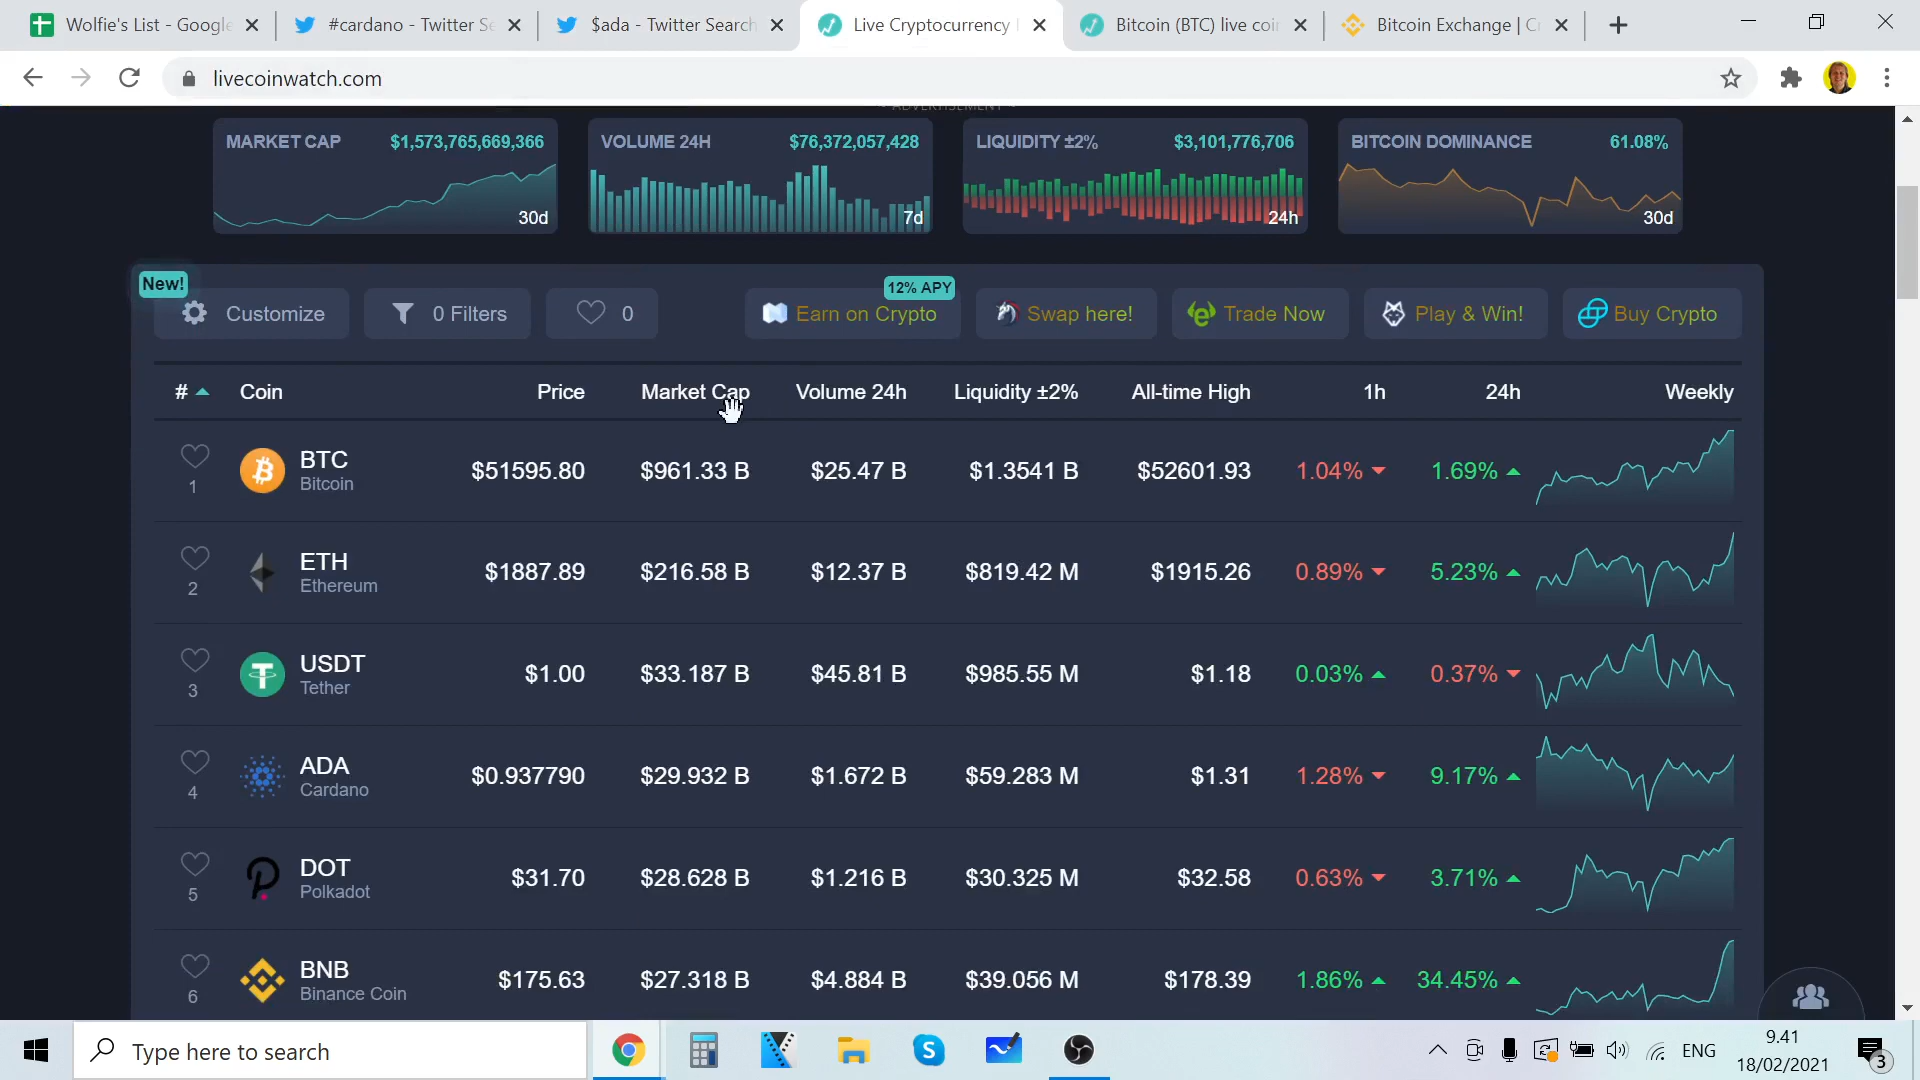 Wolfie's List - Google
#cardano - Twitter Se
$ada - Twitter Search
Live Cryptocurrency
Bitcoin (BTC) live coin
Bitcoin Exchange | Cr
livecoinwatch.com
ADVERTISEMENT
MARKET CAP $1,573,765,669,366
30d
VOLUME 24H $76,372,057,428
7d
LIQUIDITY ±2% $3,101,776,706
24h
BITCOIN DOMINANCE 61.08%
30d
New!
Customize
0 Filters
0
12% APY
Earn on Crypto
Swap here!
Trade Now
Play & Win!
Buy Crypto
# Coin Price Market Cap Volume 24h Liquidity ±2% All-time High 1h 24h Weekly
1 BTC $51595.80 $961.33 B $25.47 B $1.3541 B $52601.93 1.04% 1.69%
Bitcoin
2 ETH $1887.89 $216.58 B $12.37 B $819.42 M $1915.26 0.89% 5.23%
Ethereum
3 USDT $1.00 $33.187 B $45.81 B $985.55 M $1.18 0.03% 0.37%
Tether
4 ADA $0.937790 $29.932 B $1.672 B $59.283 M $1.31 1.28% 9.17%
Cardano
5 DOT $31.70 $28.628 B $1.216 B $30.325 M $32.58 0.63% 3.71%
Polkadot
6 BNB $175.63 $27.318 B $4.884 B $39.056 M $178.39 1.86% 34.45%
Binance Coin
Type here to search
ENG
9.41
18/02/2021
3